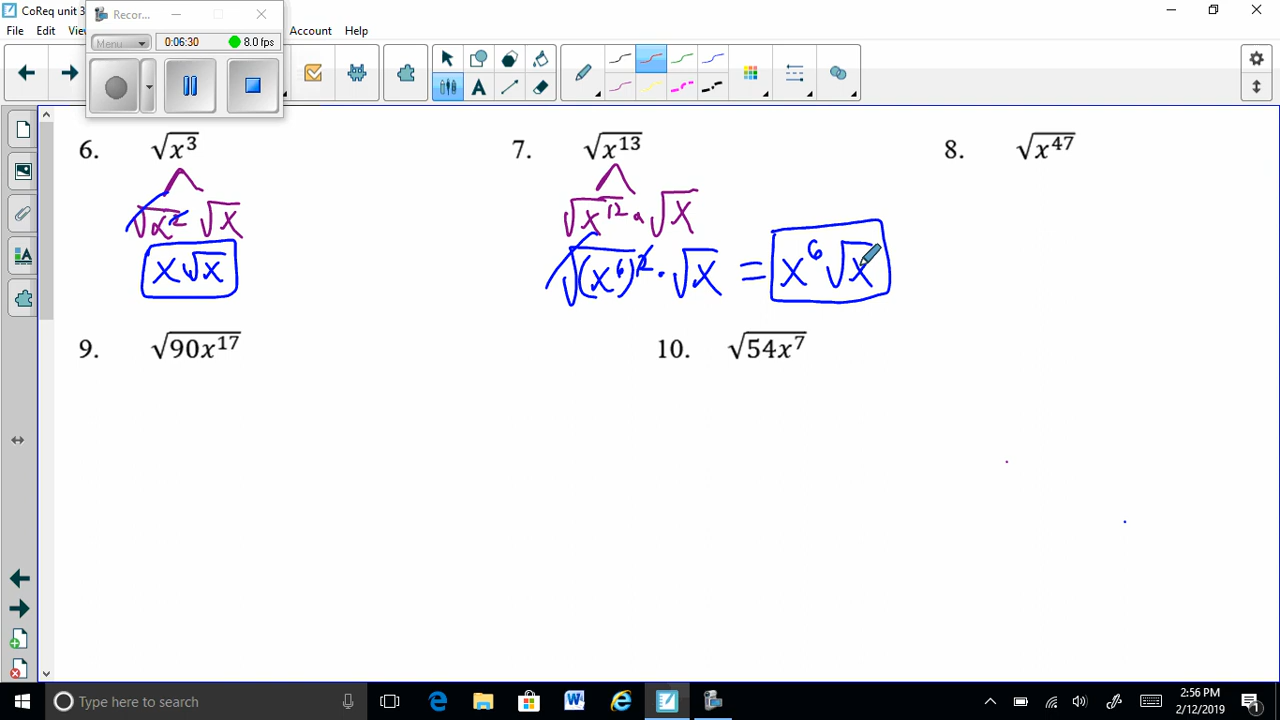 CoReq unit 3
Recor...
File Edit Vie Account Help
Menu 0:06:30 8.0 fps
6. √x³ 7. √x¹³ 8. √x⁴⁷
√x² √x √x¹² · √x
x√x √(x⁶)² · √x = x⁶√x
9. √90x¹⁷ 10. √54x⁷
Type here to search
2:56 PM
2/12/2019